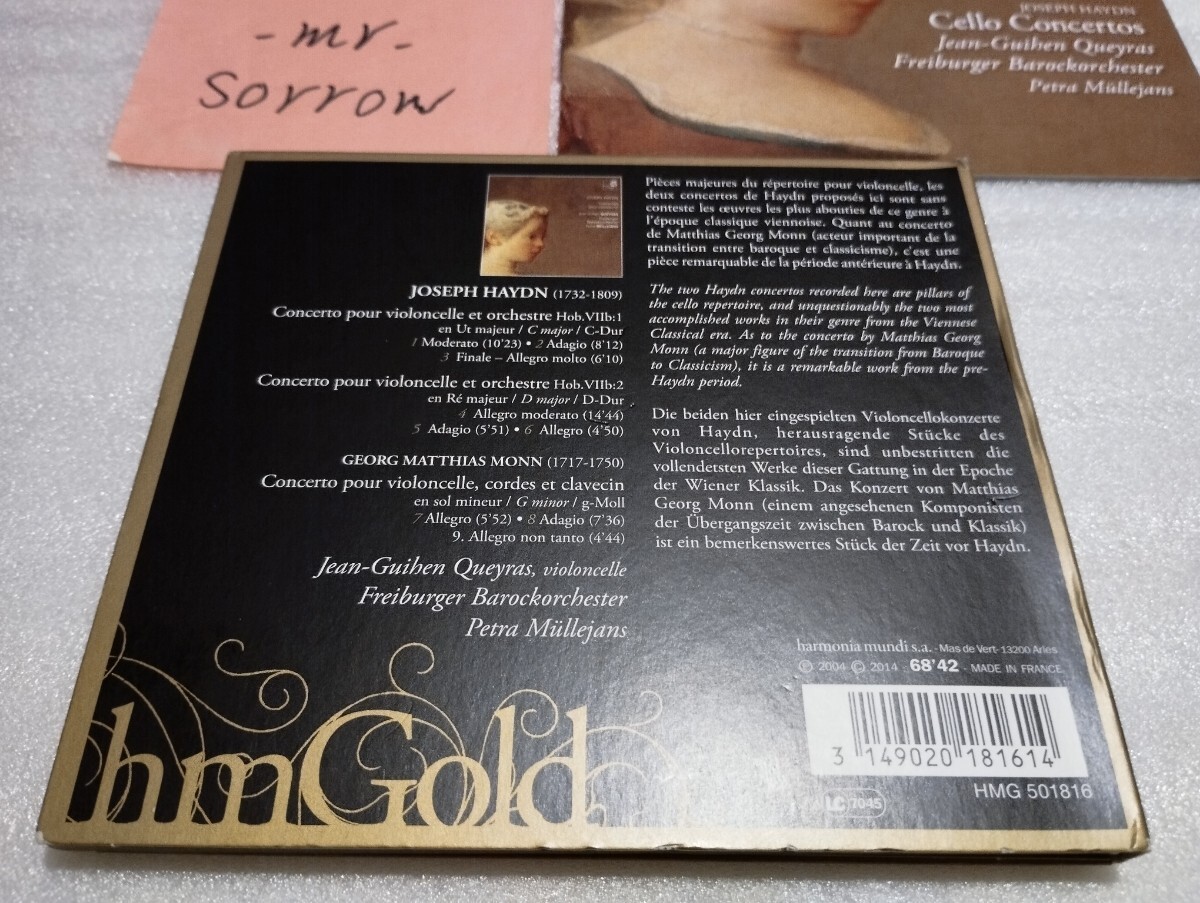 -mr-
sorrow
JOSEPH HAYDN
Cello Concertos
Jean-Guihen Queyras
Freiburger Barockorchester
Petra Müllejans
JOSEPH HAYDN (1732-1809)
Concerto pour violoncelle et orchestre Hob.VIIb:1
en Ut majeur / C major / C-Dur
1 Moderato (10'23) • 2 Adagio (8'12)
3 Finale – Allegro molto (6'10)
Concerto pour violoncelle et orchestre Hob.VIIb:2
en Ré majeur / D major / D-Dur
4 Allegro moderato (14'44)
5 Adagio (5'51) • 6 Allegro (4'50)
GEORG MATTHIAS MONN (1717-1750)
Concerto pour violoncelle, cordes et clavecin
en sol mineur / G minor / g-Moll
7 Allegro (5'52) • 8 Adagio (7'36)
9. Allegro non tanto (4'44)
Jean-Guihen Queyras, violoncelle
Freiburger Barockorchester
Petra Müllejans
Pièces majeures du répertoire pour violoncelle, les
deux concertos de Haydn proposés ici sont sans
conteste les œuvres les plus abouties de ce genre à
l'époque classique viennoise. Quant au concerto
de Matthias Georg Monn (acteur important de la
transition entre baroque et classicisme), c'est une
pièce remarquable de la période antérieure à Haydn.
The two Haydn concertos recorded here are pillars of
the cello repertoire, and unquestionably the two most
accomplished works in their genre from the Viennese
Classical era. As to the concerto by Matthias Georg
Monn (a major figure of the transition from Baroque
to Classicism), it is a remarkable work from the pre-
Haydn period.
Die beiden hier eingespielten Violoncellokonzerte
von Haydn, herausragende Stücke des
Violoncellorepertoires, sind unbestritten die
vollendetsten Werke dieser Gattung in der Epoche
der Wiener Klassik. Das Konzert von Matthias
Georg Monn (einem angesehenen Komponisten
der Übergangszeit zwischen Barock und Klassik)
ist ein bemerkenswertes Stück der Zeit vor Haydn.
harmonia mundi s.a. · Mas de Vert- 13200 Arles
℗ 2004 © 2014 · 68'42 · MADE IN FRANCE
3 149020 181614
HMG 501816
LC 7045
hmGold